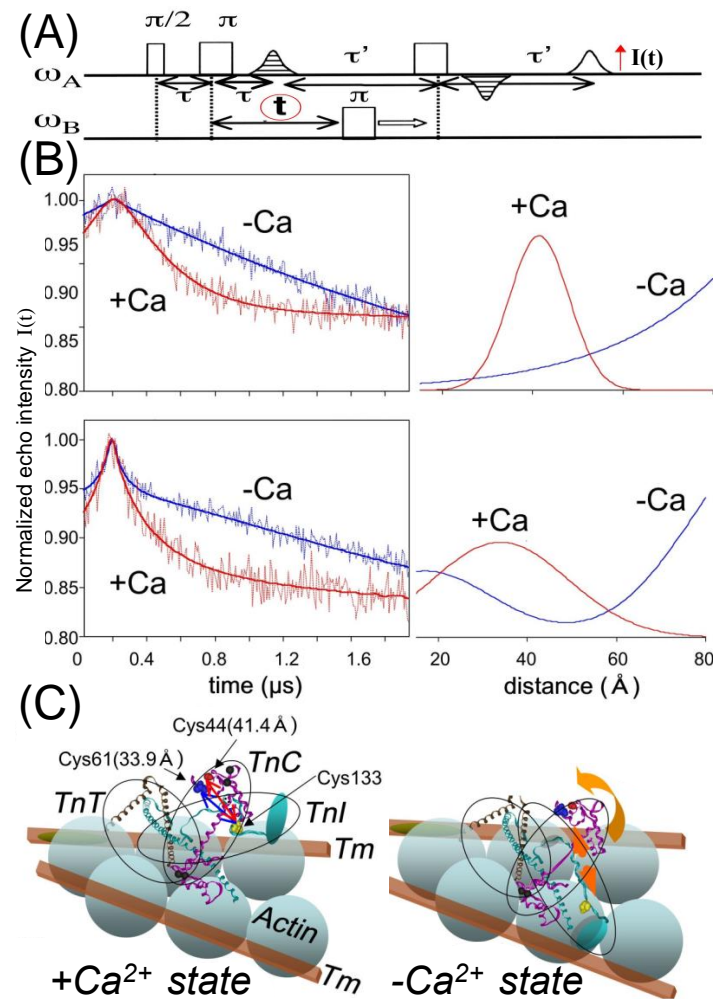 (A)
π/2 π
ω_A τ τ τ' τ' I(t)
t π
ω_B
(B)
Normalized echo intensity I(t)
1.00
0.95
0.90
0.85
0.80
-Ca
+Ca
+Ca
-Ca
1.00
0.95
0.90
0.85
0.80
-Ca
+Ca
+Ca
-Ca
0 0.4 0.8 1.2 1.6
time (μs)
20 40 60 80
distance (Å)
(C)
Cys44(41.4Å)
Cys61(33.9Å)
TnC
Cys133
TnT
TnI
Tm
Actin
Tm
+Ca²⁺ state
-Ca²⁺ state